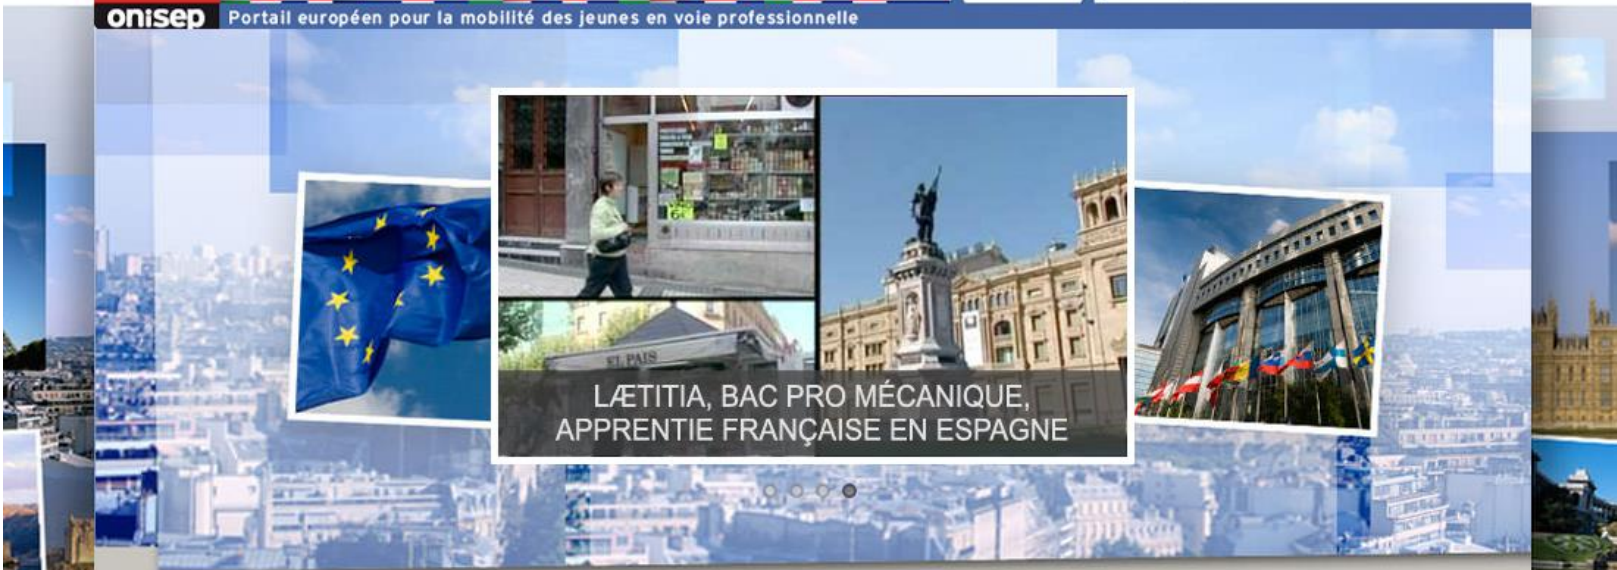 onisep Portail européen pour la mobilité des jeunes en voie professionnelle
EL PAIS
LÆTITIA, BAC PRO MÉCANIQUE,
APPRENTIE FRANÇAISE EN ESPAGNE